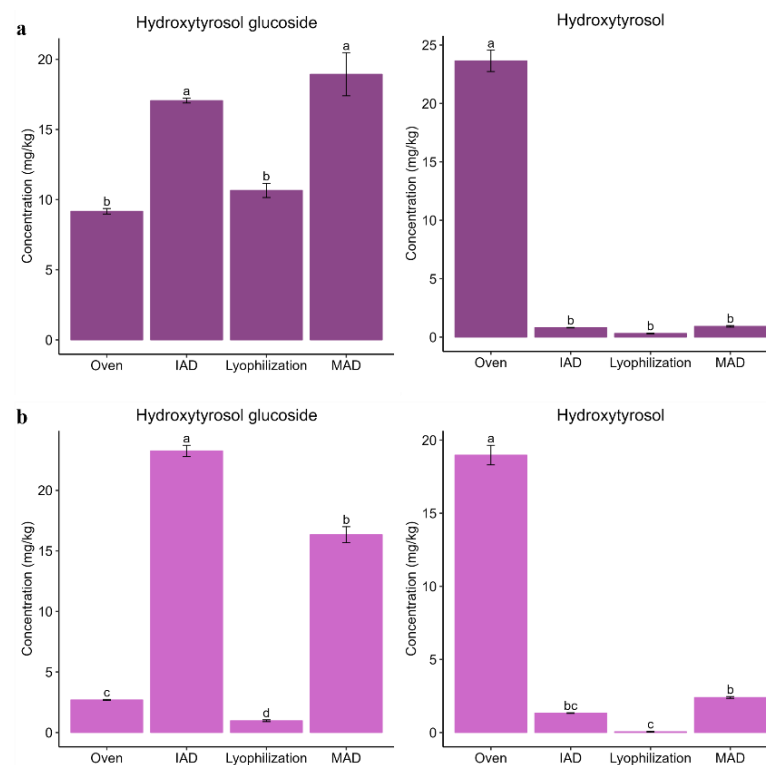 a
Hydroxytyrosol glucoside
Concentration (mg/kg)
20
15
10
5
0
b
a
b
a
Oven IAD Lyophilization MAD
Hydroxytyrosol
Concentration (mg/kg)
25
20
15
10
5
0
a
b
b
b
Oven IAD Lyophilization MAD
b
Hydroxytyrosol glucoside
Concentration (mg/kg)
20
15
10
5
0
c
a
d
b
Oven IAD Lyophilization MAD
Hydroxytyrosol
Concentration (mg/kg)
20
15
10
5
0
a
bc
c
b
Oven IAD Lyophilization MAD